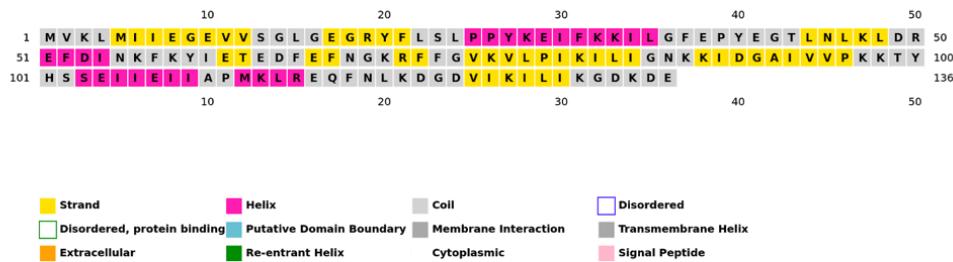 10 20 30 40 50
1 M V K L M I I E G E V V S G L G E G R Y F L S L P P Y K E I F K K I L G F E P Y E G T L N L K L D R 50
51 E F D I N K F K Y I E T E D F E F N G K R F F G V K V L P I K I L I G N K K I D G A I V V P K K T Y 100
101 H S S E I I E I I A P M K L R E Q F N L K D G D V I K I L I K G D K D E 136
10 20 30 40 50
Strand Helix Coil Disordered
Disordered, protein binding Putative Domain Boundary Membrane Interaction Transmembrane Helix
Extracellular Re-entrant Helix Cytoplasmic Signal Peptide